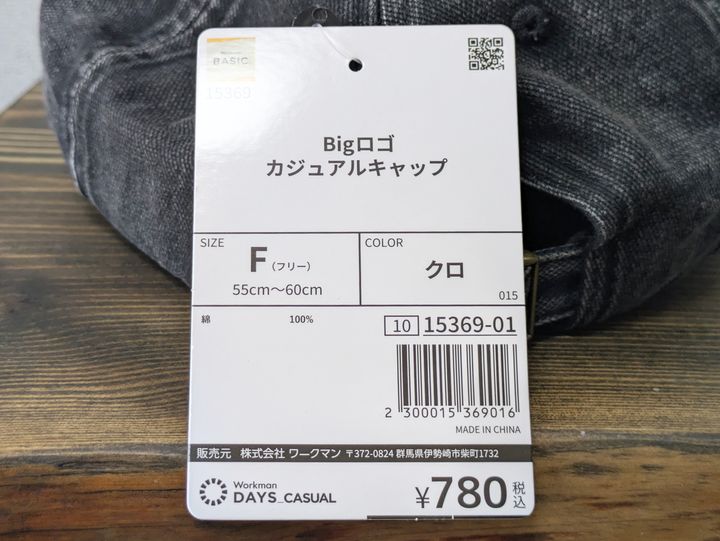 BASIC
15369
Bigロゴ
カジュアルキャップ
SIZE
F（フリー）
55cm〜60cm
COLOR
クロ
015
綿 100%
10 15369-01
2 300015 369016
MADE IN CHINA
販売元 株式会社 ワークマン 〒372-0824 群馬県伊勢崎市柴町1732
Workman
DAYS_CASUAL
¥780税込